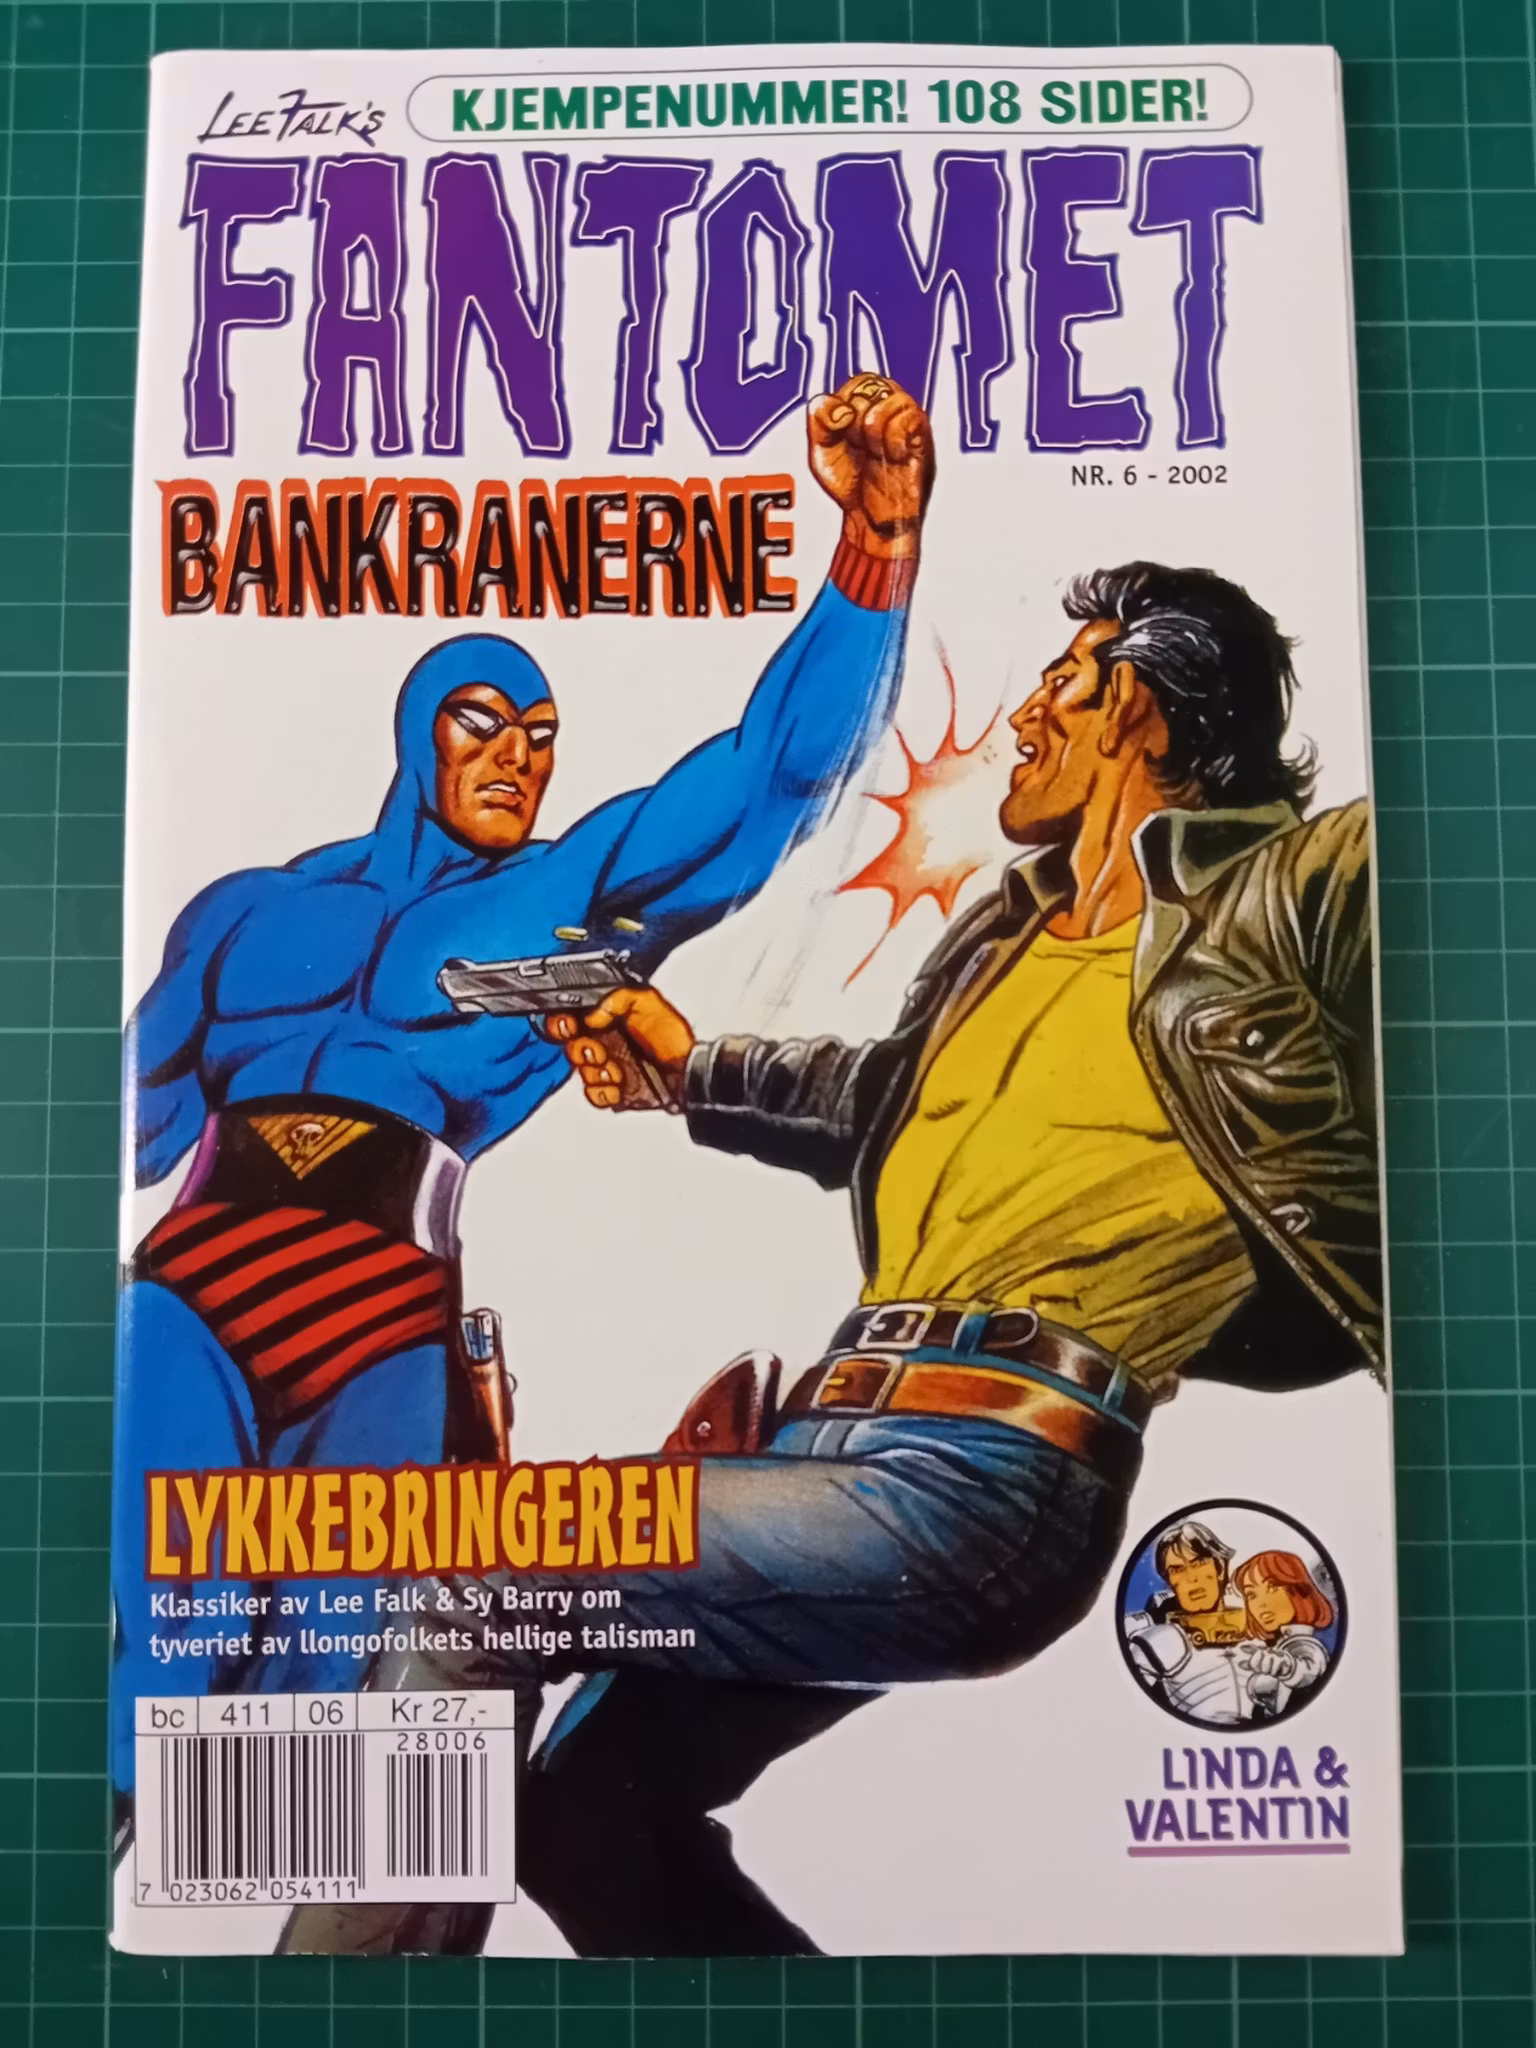 LEE FALK'S
KJEMPENUMMER! 108 SIDER!
FANTOMET
NR. 6 - 2002
BANKRANERNE
LYKKEBRINGEREN
Klassiker av Lee Falk & Sy Barry om
tyveriet av llongofolkets hellige talisman
bc 411 06 Kr 27,-
28006
7 023062 054111
LINDA &
VALENTIN